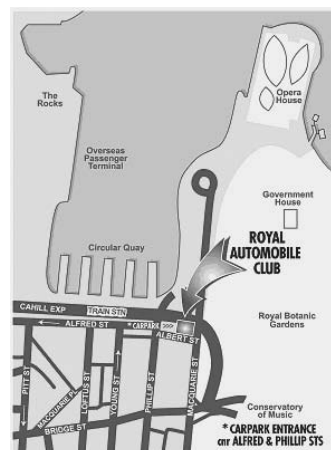 Opera
House
The
Rocks
Overseas
Passenger
Terminal
Government
House
Circular Quay
ROYAL
AUTOMOBILE
CLUB
CAHILL EXP
TRAIN STN
Royal Botanic
Gardens
ALFRED ST
* CARPARK
ALBERT ST
PITT ST
MACQUARIE PL
LOFTUS ST
YOUNG ST
PHILLIP ST
MACQUARIE ST
BRIDGE ST
Conservatory
of Music
* CARPARK ENTRANCE
cnr ALFRED & PHILLIP STS